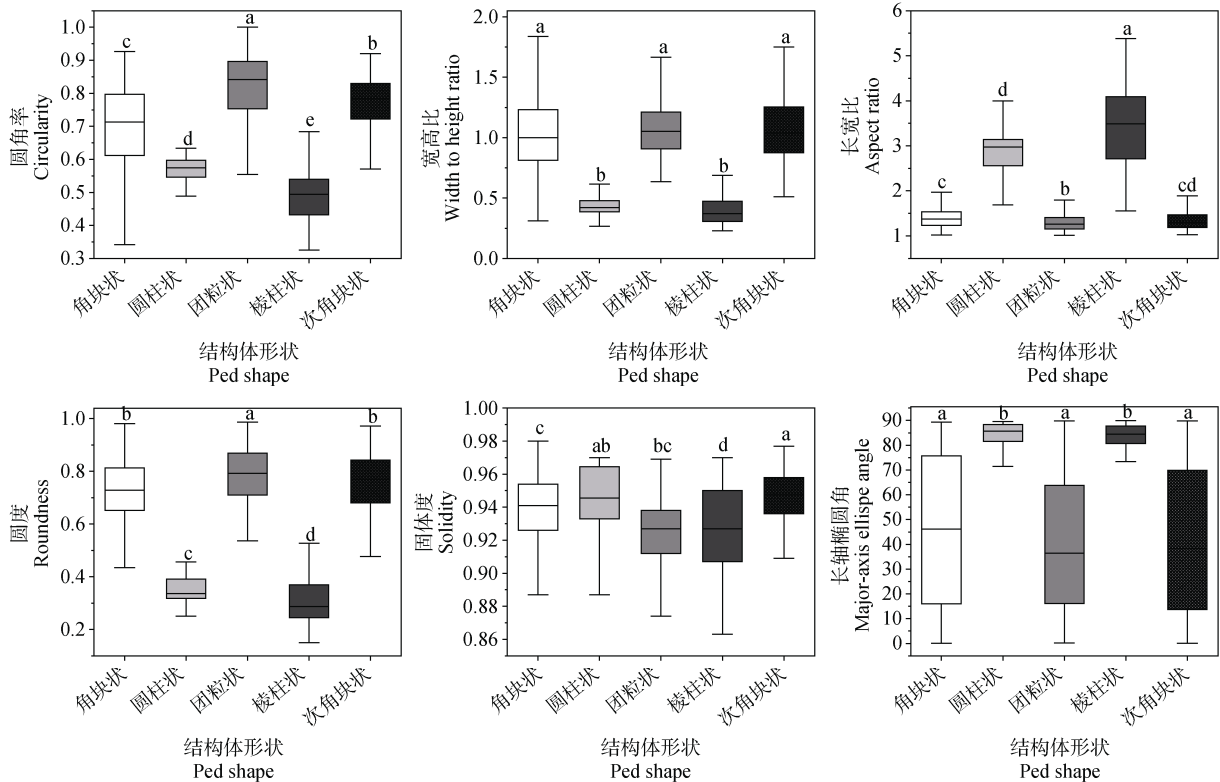 圆角率
Circularity
1.0
0.9
0.8
0.7
0.6
0.5
0.4
0.3
c
d
a
e
b
角块状
圆柱状
团粒状
棱柱状
次角块状
结构体形状
Ped shape
宽高比
Width to height ratio
2.0
1.5
1.0
0.5
0.0
a
b
a
b
a
角块状
圆柱状
团粒状
棱柱状
次角块状
结构体形状
Ped shape
长宽比
Aspect ratio
6
5
4
3
2
1
c
d
b
a
cd
角块状
圆柱状
团粒状
棱柱状
次角块状
结构体形状
Ped shape
圆度
Roundness
1.0
0.8
0.6
0.4
0.2
b
c
a
d
b
角块状
圆柱状
团粒状
棱柱状
次角块状
结构体形状
Ped shape
固体度
Solidity
1.00
0.98
0.96
0.94
0.92
0.90
0.88
0.86
c
ab
bc
d
a
角块状
圆柱状
团粒状
棱柱状
次角块状
结构体形状
Ped shape
长轴椭圆角
Major-axis ellispe angle
90
80
70
60
50
40
30
20
10
0
a
b
a
b
a
角块状
圆柱状
团粒状
棱柱状
次角块状
结构体形状
Ped shape